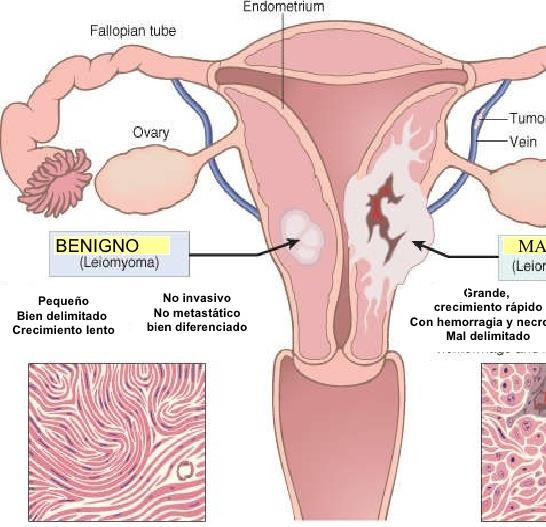 Endometrium
Fallopian tube
Ovary
Tumo
Vein
BENIGNO
(Leiomyoma)
MA
(Leior
Pequeño
Bien delimitado
Crecimiento lento
No invasivo
No metastático
bien diferenciado
Grande,
crecimiento rápido
Con hemorragia y necro
Mal delimitado